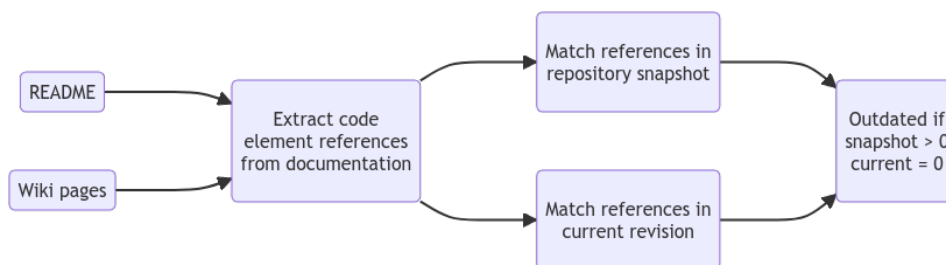 README
Wiki pages
Extract code
element references
from documentation
Match references in
repository snapshot
Match references in
current revision
Outdated if
snapshot > 0
current = 0